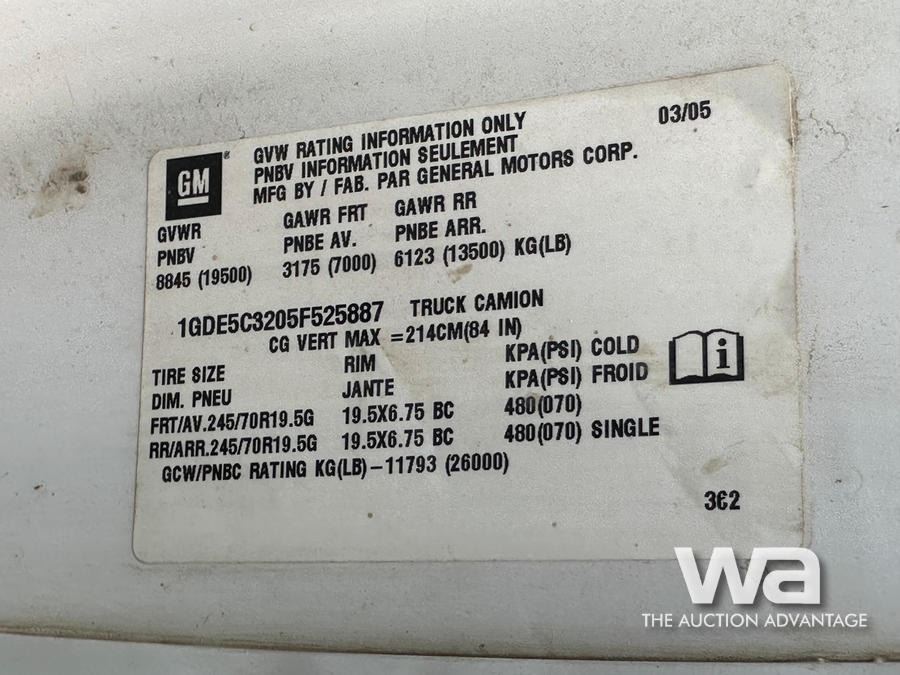 03/05
GM
GVW RATING INFORMATION ONLY
PNBV INFORMATION SEULEMENT
MFG BY / FAB. PAR GENERAL MOTORS CORP.
GVWR GAWR FRT GAWR RR
PNBV PNBE AV. PNBE ARR.
8845 (19500) 3175 (7000) 6123 (13500) KG(LB)
1GDE5C3205F525887 TRUCK CAMION
CG VERT MAX =214CM(84 IN)
TIRE SIZE RIM KPA(PSI) COLD
DIM. PNEU JANTE KPA(PSI) FROID
FRT/AV.245/70R19.5G 19.5X6.75 BC 480(070)
RR/ARR.245/70R19.5G 19.5X6.75 BC 480(070) SINGLE
GCW/PNBC RATING KG(LB)-11793 (26000)
362
wa
THE AUCTION ADVANTAGE